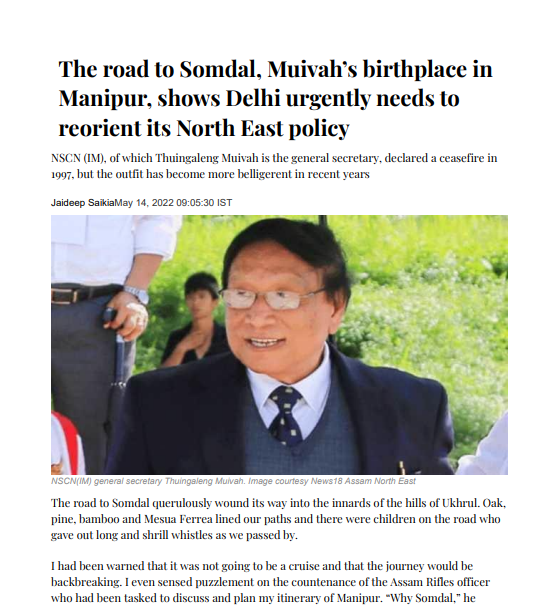 The road to Somdal, Muivah's birthplace in
Manipur, shows Delhi urgently needs to
reorient its North East policy
NSCN (IM), of which Thuingaleng Muivah is the general secretary, declared a ceasefire in
1997, but the outfit has become more belligerent in recent years
Jaideep SaikiaMay 14, 2022 09:05:30 IST
NSCN(IM) general secretary Thuingaleng Muivah. Image courtesy News18 Assam North East
The road to Somdal querulously wound its way into the innards of the hills of Ukhrul. Oak,
pine, bamboo and Mesua Ferrea lined our paths and there were children on the road who
gave out long and shrill whistles as we passed by.
I had been warned that it was not going to be a cruise and that the journey would be
backbreaking. I even sensed puzzlement on the countenance of the Assam Rifles officer
who had been tasked to discuss and plan my itinerary of Manipur. “Why Somdal,” he